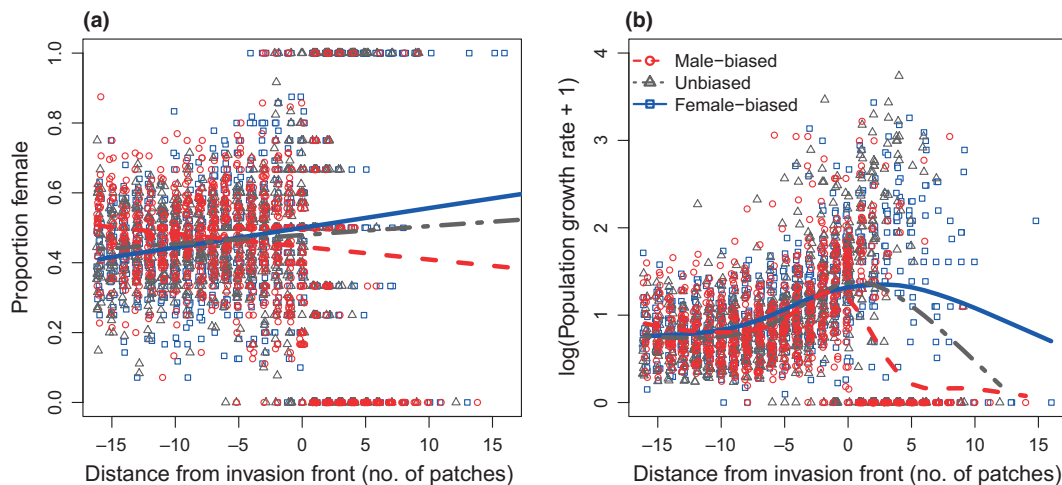 (a)
Proportion female
1.0
0.8
0.6
0.4
0.2
0.0
−15 −10 −5 0 5 10 15
Distance from invasion front (no. of patches)
(b)
log(Population growth rate + 1)
4
3
2
1
0
Male−biased
Unbiased
Female−biased
−15 −10 −5 0 5 10 15
Distance from invasion front (no. of patches)